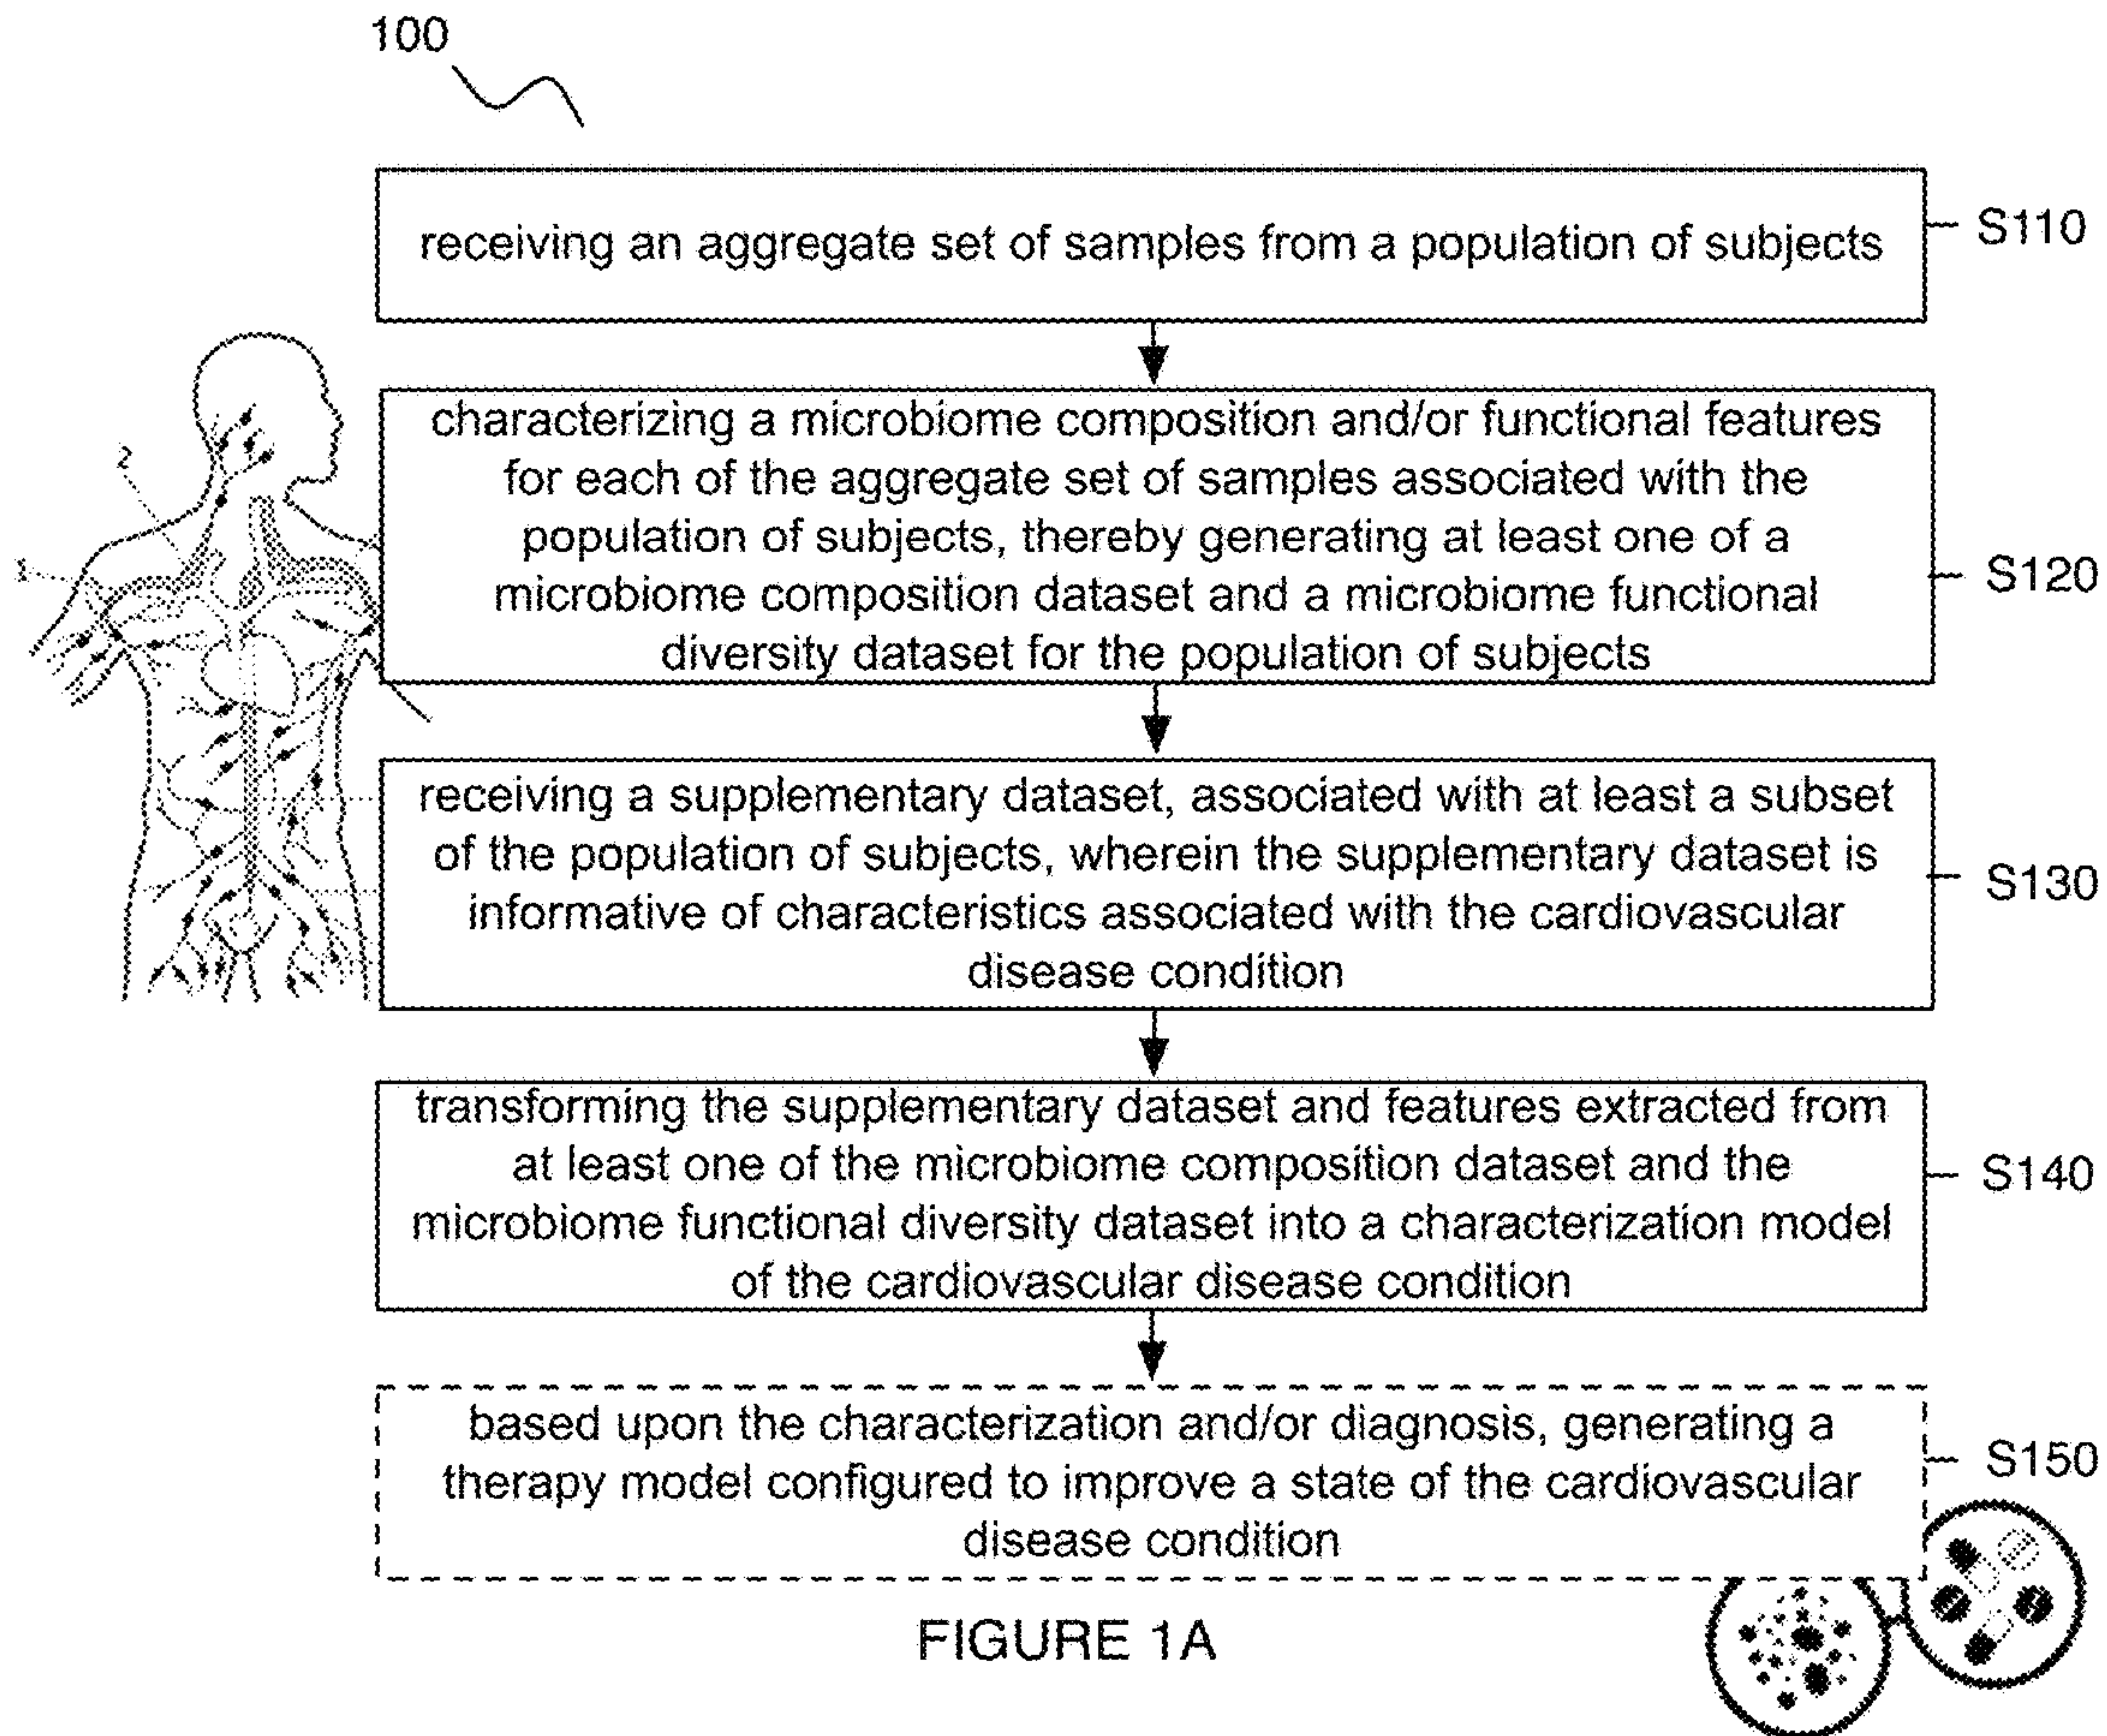 100
receiving an aggregate set of samples from a population of subjects
S110
characterizing a microbiome composition and/or functional features
for each of the aggregate set of samples associated with the
population of subjects, thereby generating at least one of a
microbiome composition dataset and a microbiome functional
diversity dataset for the population of subjects
S120
2
1
receiving a supplementary dataset, associated with at least a subset
of the population of subjects, wherein the supplementary dataset is
informative of characteristics associated with the cardiovascular
disease condition
S130
transforming the supplementary dataset and features extracted from
at least one of the microbiome composition dataset and the
microbiome functional diversity dataset into a characterization model
of the cardiovascular disease condition
S140
based upon the characterization and/or diagnosis, generating a
therapy model configured to improve a state of the cardiovascular
disease condition
S150
FIGURE 1A